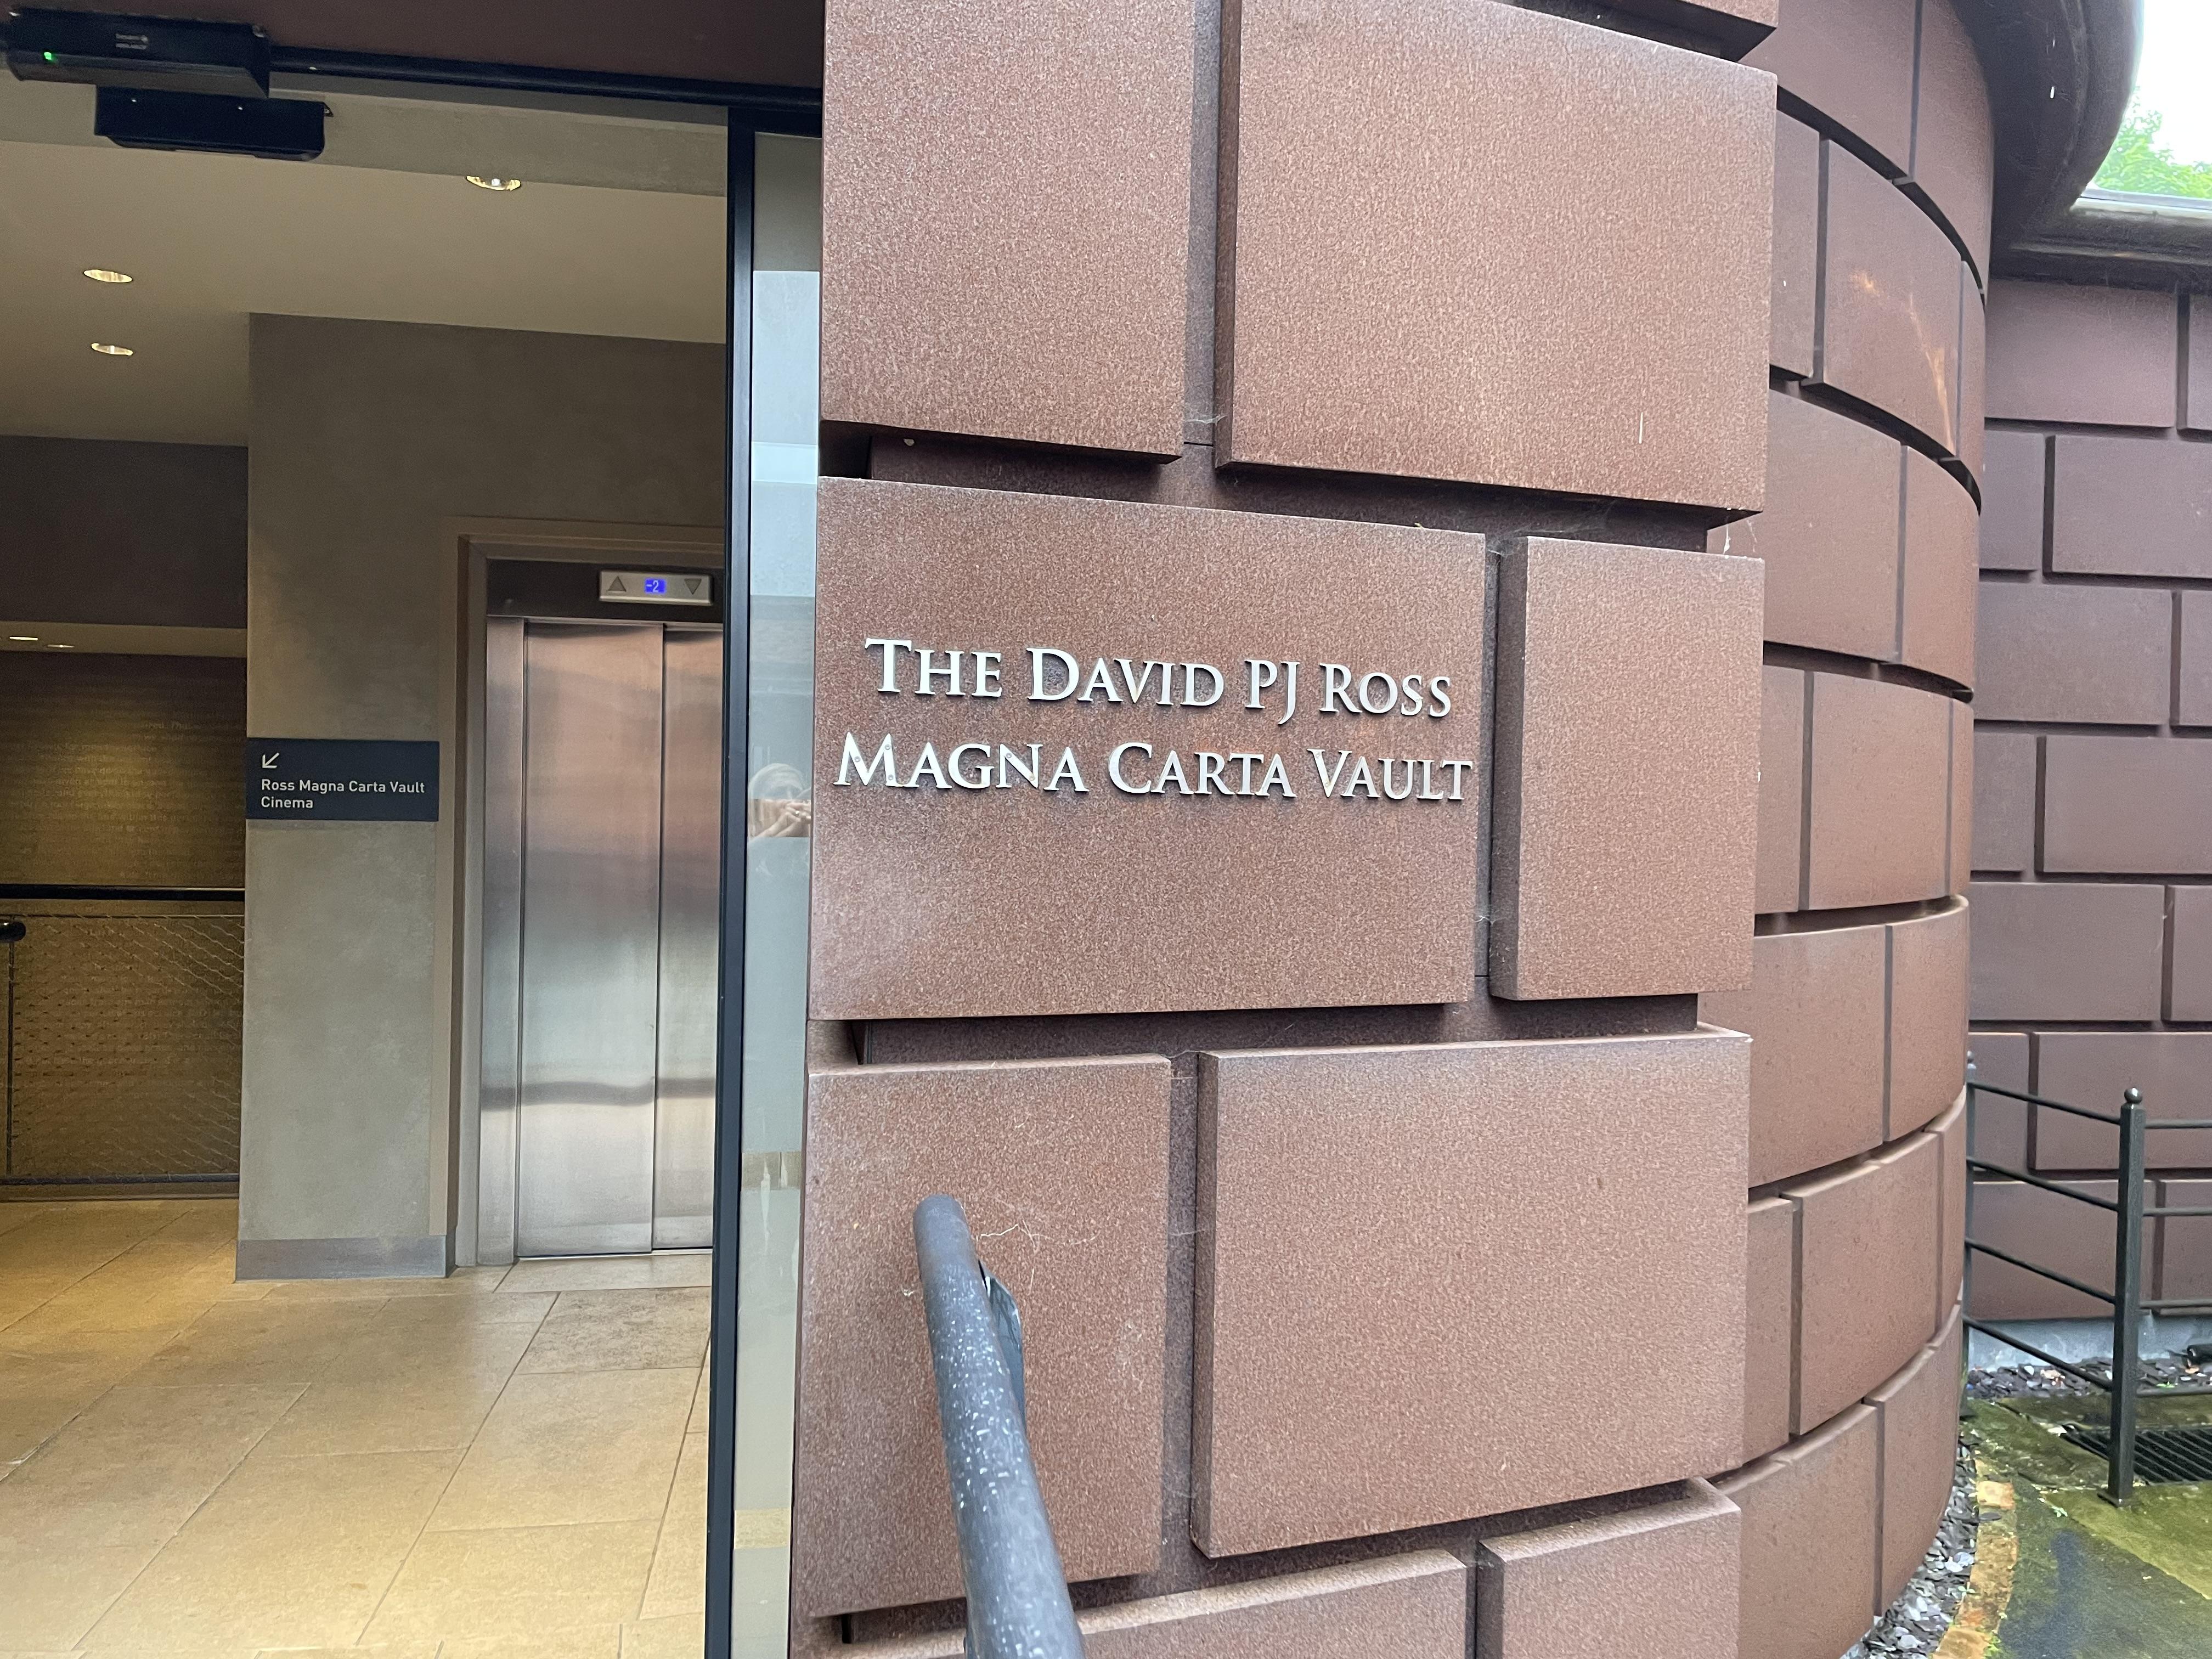 -2
THE DAVID PJ ROSS
MAGNA CARTA VAULT
Ross Magna Carta Vault
Cinema